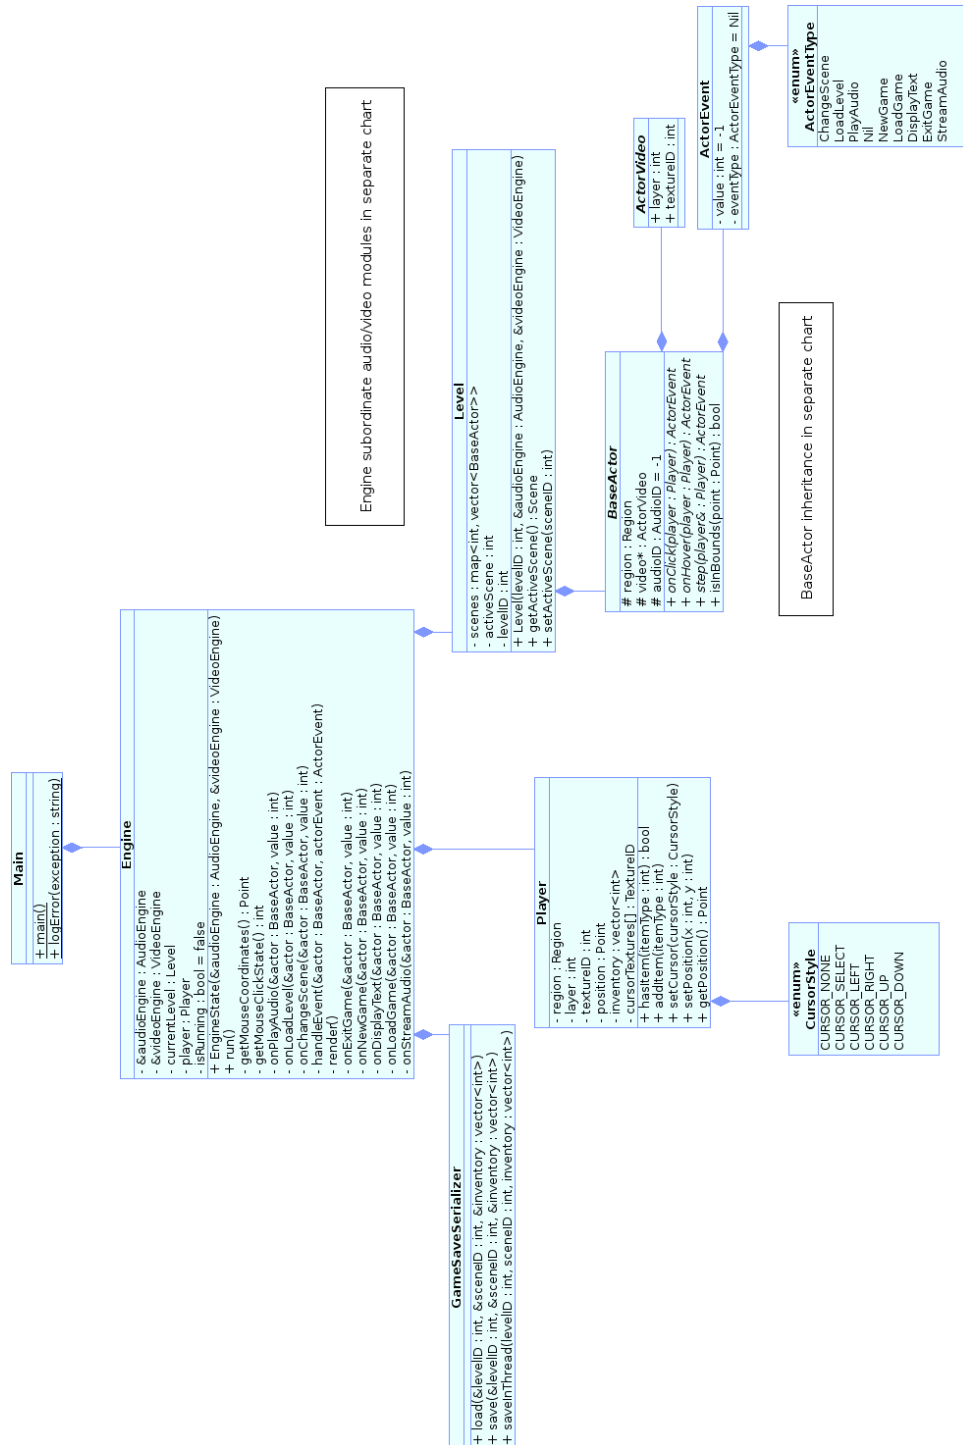 Main
+ main()
+ logError(exception : string)
Engine
- &audioEngine : AudioEngine
- &videoEngine : VideoEngine
- currentLevel : Level
- player : Player
- isRunning : bool = false
+ EngineState(&audioEngine : AudioEngine, &videoEngine : VideoEngine)
+ run()
- getMouseCoordinates() : Point
- getMouseClickState() : int
- onPlayAudio(&actor : BaseActor, value : int)
- onLoadLevel(&actor : BaseActor, value : int)
- onChangeScene(&actor : BaseActor, value : int)
- handleEvent(&actor : BaseActor, actorEvent : ActorEvent)
- render()
- onExitGame(&actor : BaseActor, value : int)
- onNewGame(&actor : BaseActor, value : int)
- onDisplayText(&actor : BaseActor, value : int)
- onLoadGame(&actor : BaseActor, value : int)
- onStreamAudio(&actor : BaseActor, value : int)
Engine subordinate audio/video modules in separate chart
GameSaveSerializer
+ load(&levelID : int, &sceneID : int, &inventory : vector<int>)
+ save(&levelID : int, &sceneID : int, &inventory : vector<int>)
+ saveInThread(levelID : int, sceneID : int, inventory : vector<int>)
Level
- scenes : map<int, vector<BaseActor>>
- activeScene : int
- levelID : int
+ Level(levelID : int, &audioEngine : AudioEngine, &videoEngine : VideoEngine)
+ getActiveScene() : Scene
+ setActiveScene(sceneID : int)
Player
- region : Region
- layer : int
- textureID : int
- position : Point
- inventory : vector<int>
- cursorTextures[] : TextureID
+ hasItem(itemType : int) : bool
+ addItem(itemType : int)
+ setCursor(cursorStyle : CursorStyle)
+ setPosition(x : int, y : int)
+ getPosition() : Point
BaseActor
# region : Region
# video* : ActorVideo
# audioID : AudioID = -1
+ onClick(player : Player) : ActorEvent
+ onHover(player : Player) : ActorEvent
+ step(player& : Player) : ActorEvent
+ isInBounds(point : Point) : bool
ActorVideo
+ layer : int
+ textureID : int
ActorEvent
- value : int = -1
- eventType : ActorEventType = Nil
«enum»
CursorStyle
CURSOR_NONE
CURSOR_SELECT
CURSOR_LEFT
CURSOR_RIGHT
CURSOR_UP
CURSOR_DOWN
BaseActor inheritance in separate chart
«enum»
ActorEventType
ChangeScene
LoadLevel
PlayAudio
Nil
NewGame
LoadGame
DisplayText
ExitGame
StreamAudio